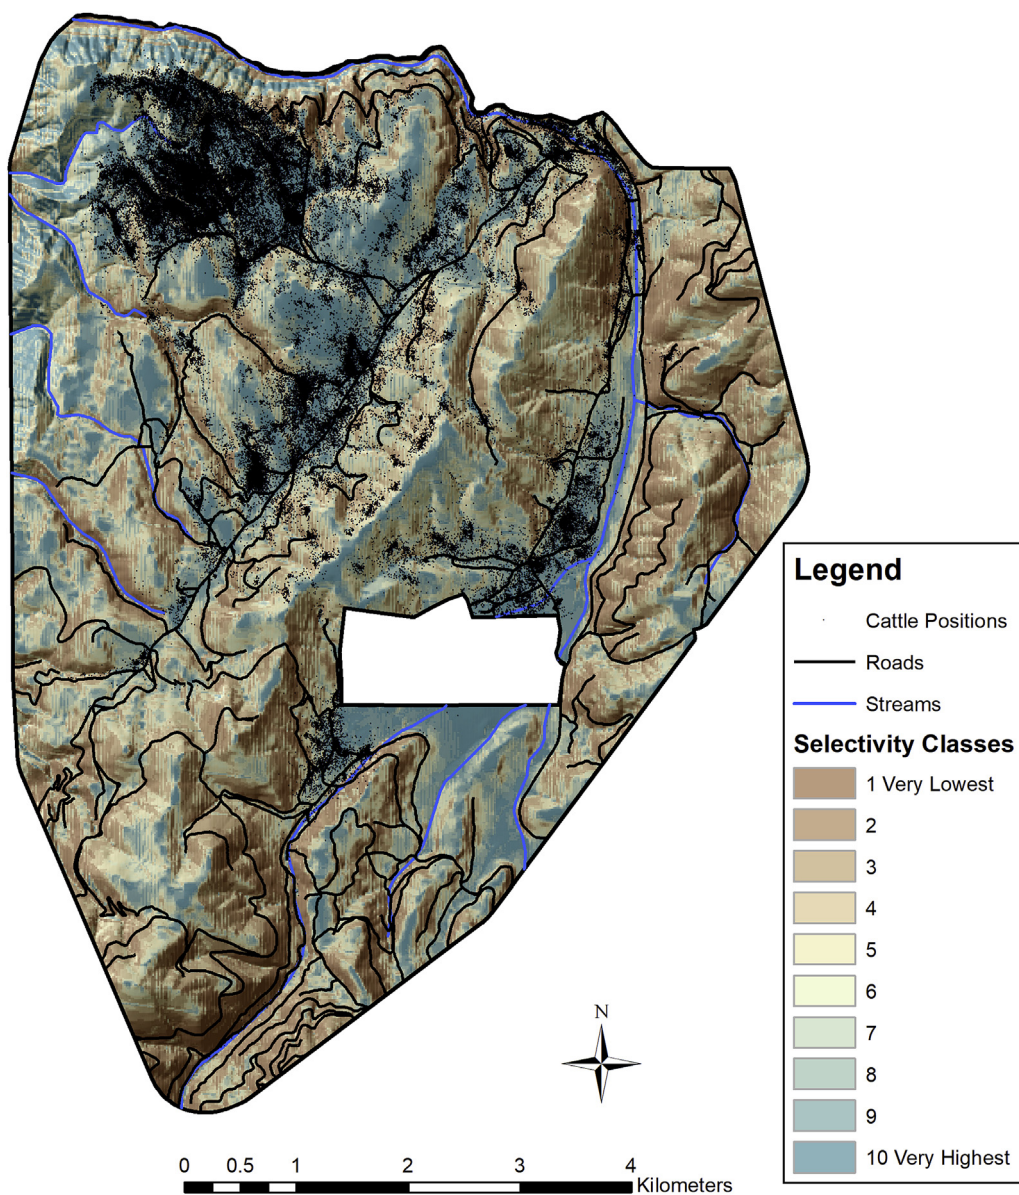 Legend
Cattle Positions
Roads
Streams
Selectivity Classes
1 Very Lowest
2
3
4
5
6
7
8
9
10 Very Highest
N
0 0.5 1 2 3 4
Kilometers